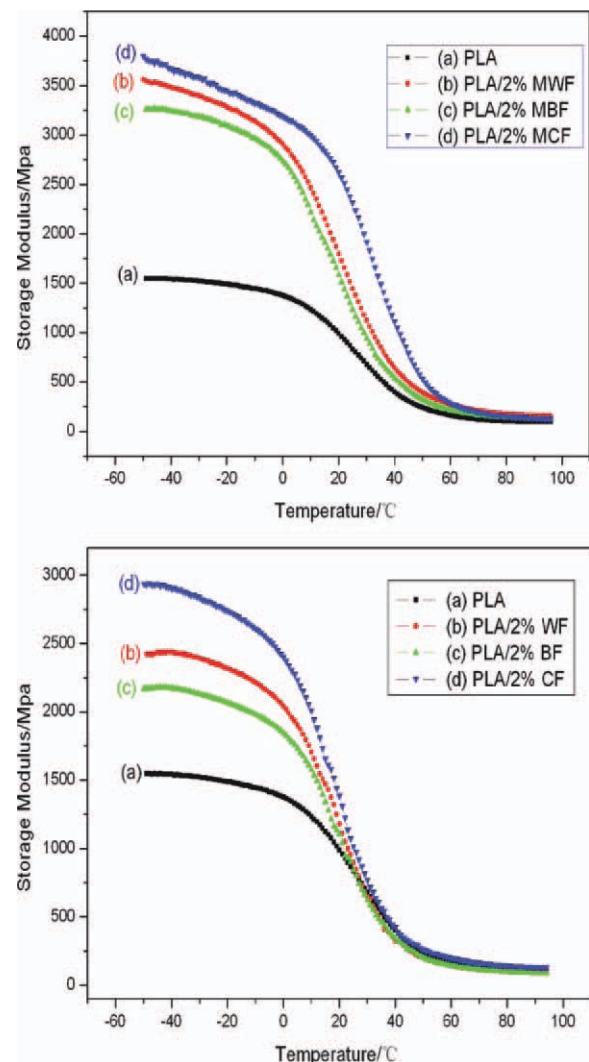 4000
3500
3000
2500
2000
1500
1000
500
0
Storage Modulus/Mpa
(d)
(b)
(c)
(a)
(a) PLA
(b) PLA/2% MWF
(c) PLA/2% MBF
(d) PLA/2% MCF
-60 -40 -20 0 20 40 60 80 100
Temperature/℃
3000
2500
2000
1500
1000
500
0
Storage Modulus/Mpa
(d)
(b)
(c)
(a)
(a) PLA
(b) PLA/2% WF
(c) PLA/2% BF
(d) PLA/2% CF
-60 -40 -20 0 20 40 60 80 100
Temperature/℃